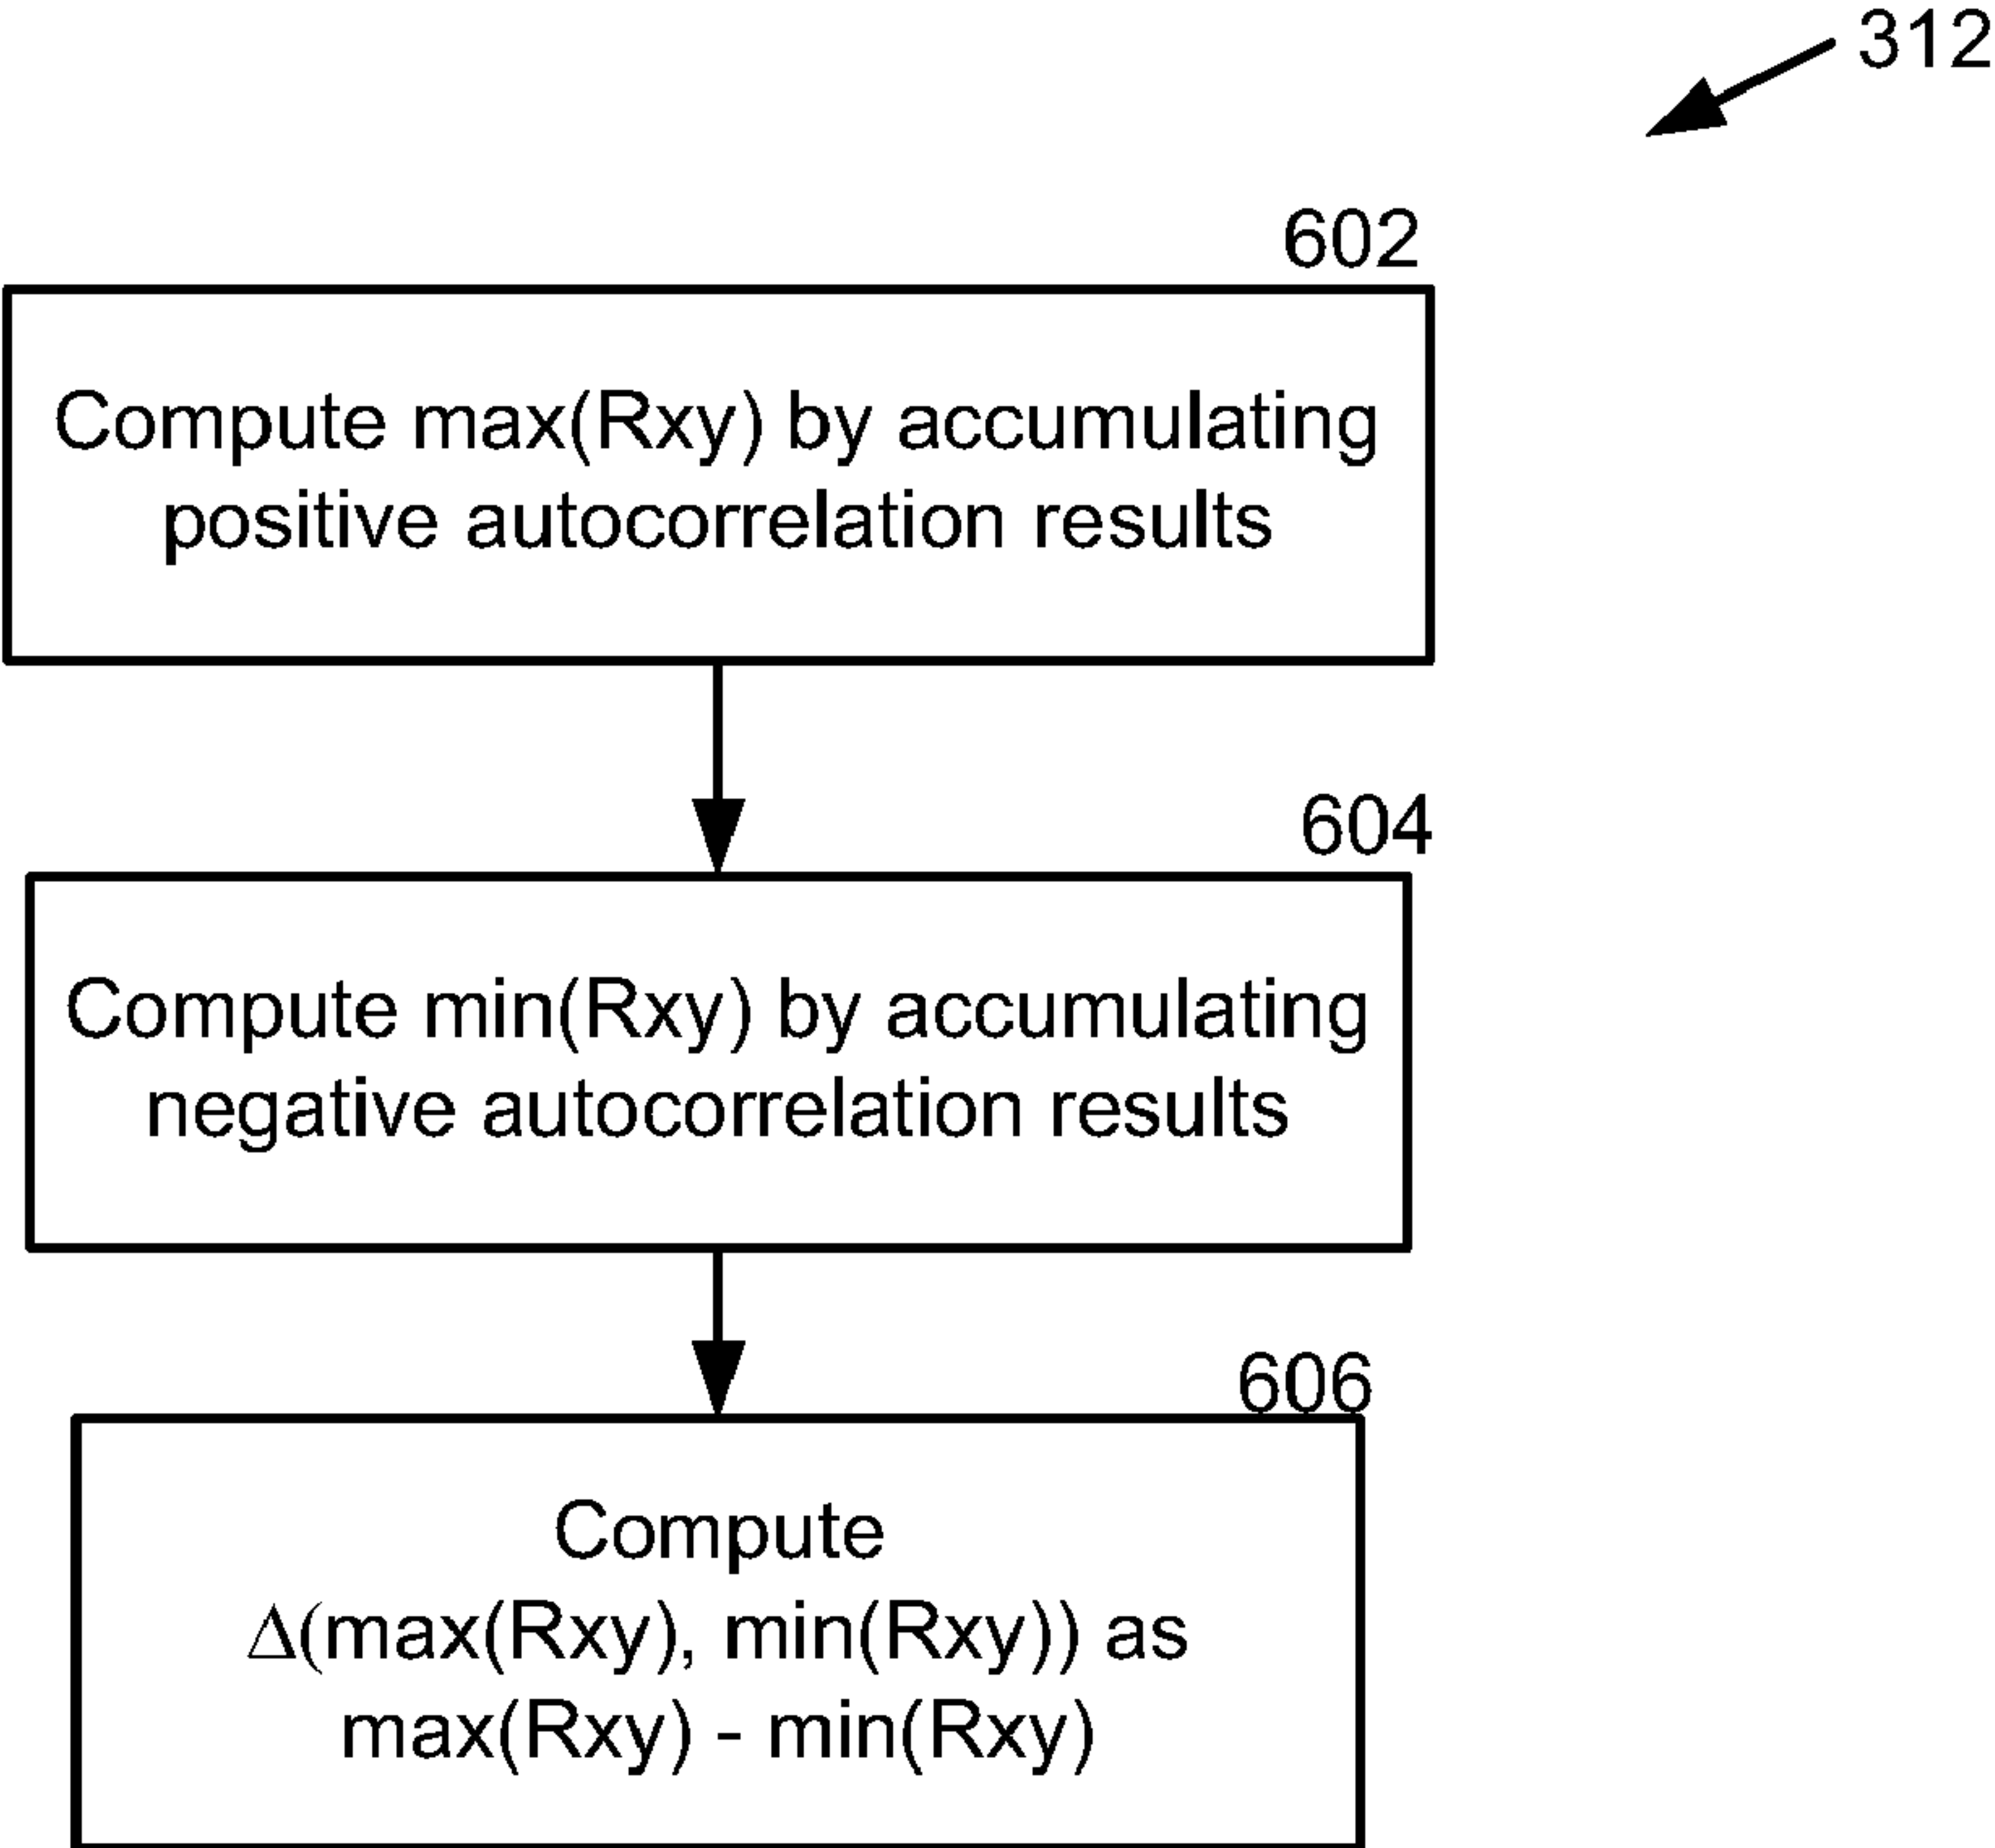 312
602
Compute max(Rxy) by accumulating
positive autocorrelation results
604
Compute min(Rxy) by accumulating
negative autocorrelation results
606
Compute
Δ(max(Rxy), min(Rxy)) as
max(Rxy) - min(Rxy)